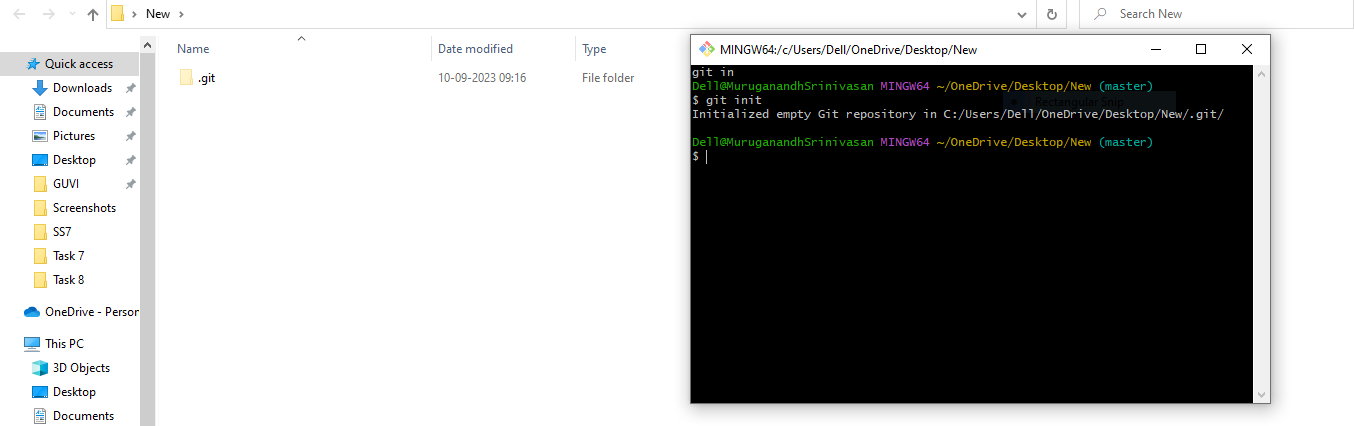 New
Search New
Name
Date modified
Type
.git
10-09-2023 09:16
File folder
Quick access
Downloads
Documents
Pictures
Desktop
GUVI
Screenshots
SS7
Task 7
Task 8
OneDrive - Person
This PC
3D Objects
Desktop
Documents
MINGW64:/c/Users/Dell/OneDrive/Desktop/New
git in
Dell@MuruganandhSrinivasan MINGW64 ~/OneDrive/Desktop/New (master)
$ git init
Rectangular Snip
Initialized empty Git repository in C:/Users/Dell/OneDrive/Desktop/New/.git/
Dell@MuruganandhSrinivasan MINGW64 ~/OneDrive/Desktop/New (master)
$